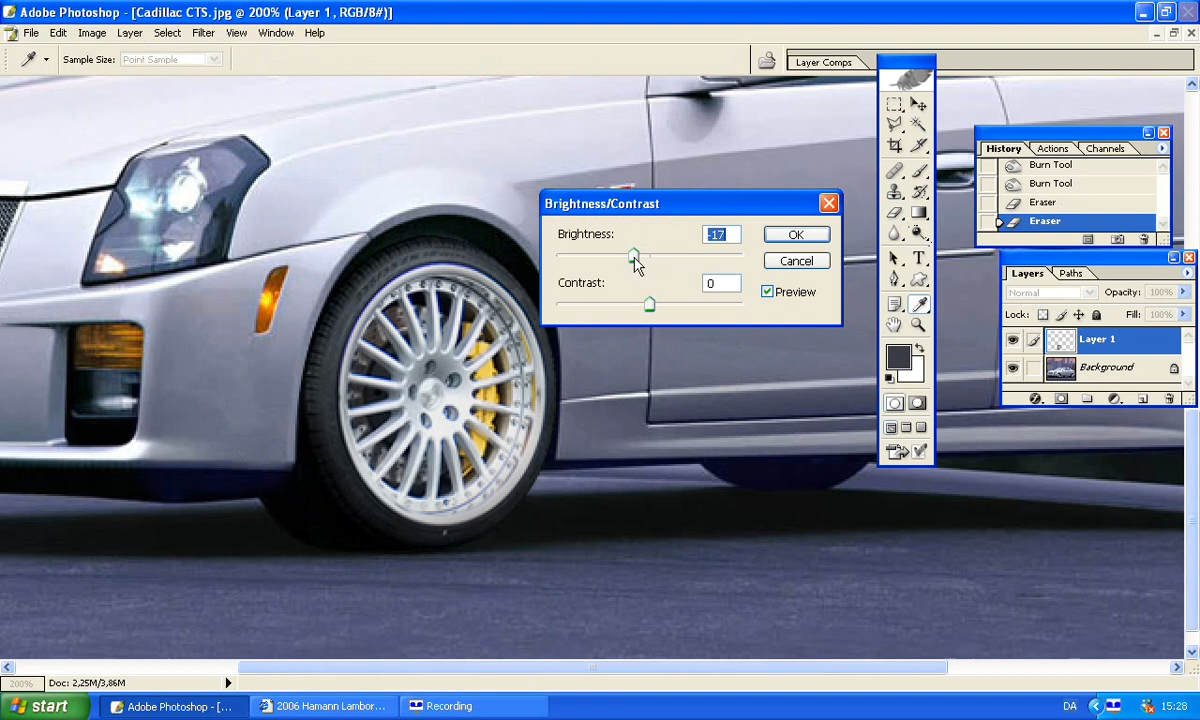 Adobe Photoshop - [Cadillac CTS.jpg @ 200% (Layer 1 , RGB/8#)]
File Edit Image Layer Select Filter View Window Help
Sample Size: Point Sample
Layer Comps
History Actions Channels
Burn Tool
Burn Tool
Eraser
Eraser
Brightness/Contrast
Brightness: -17 OK
Cancel
Contrast: 0
Preview
Layers Paths
Normal Opacity: 100%
Lock: Fill: 100%
Layer 1
Background
T
200% Doc: 2,25M/3,86M
start Adobe Photoshop - [... 2006 Hamann Lambor... Recording DA 15:28